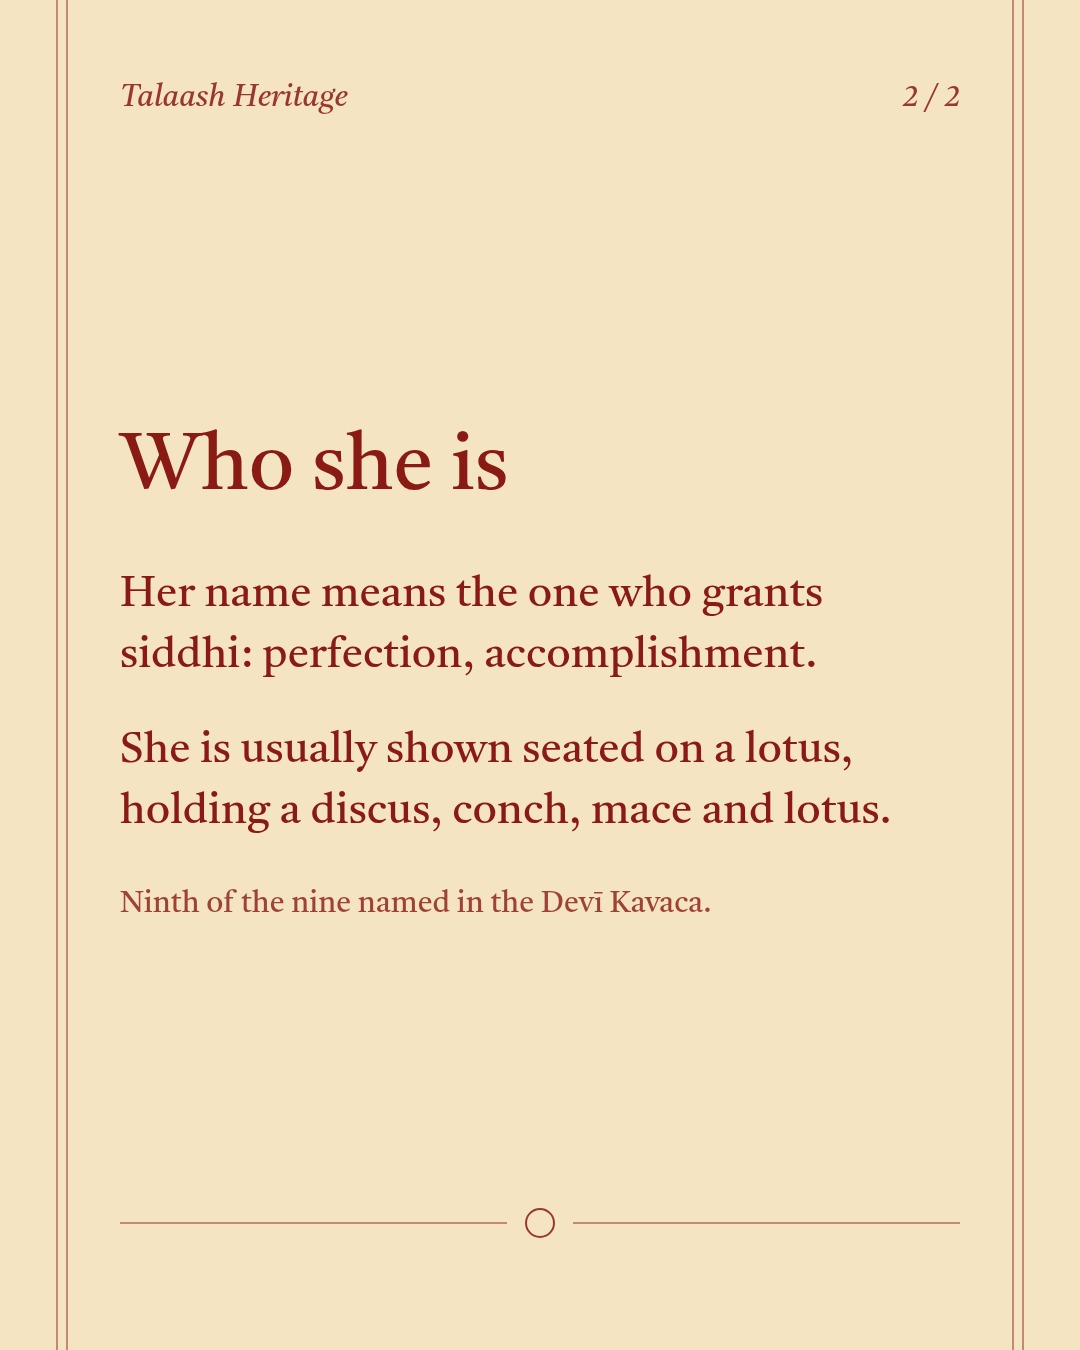 Talaash Heritage
2 / 2
Who she is
Her name means the one who grants
siddhi: perfection, accomplishment.
She is usually shown seated on a lotus,
holding a discus, conch, mace and lotus.
Ninth of the nine named in the Devī Kavaca.